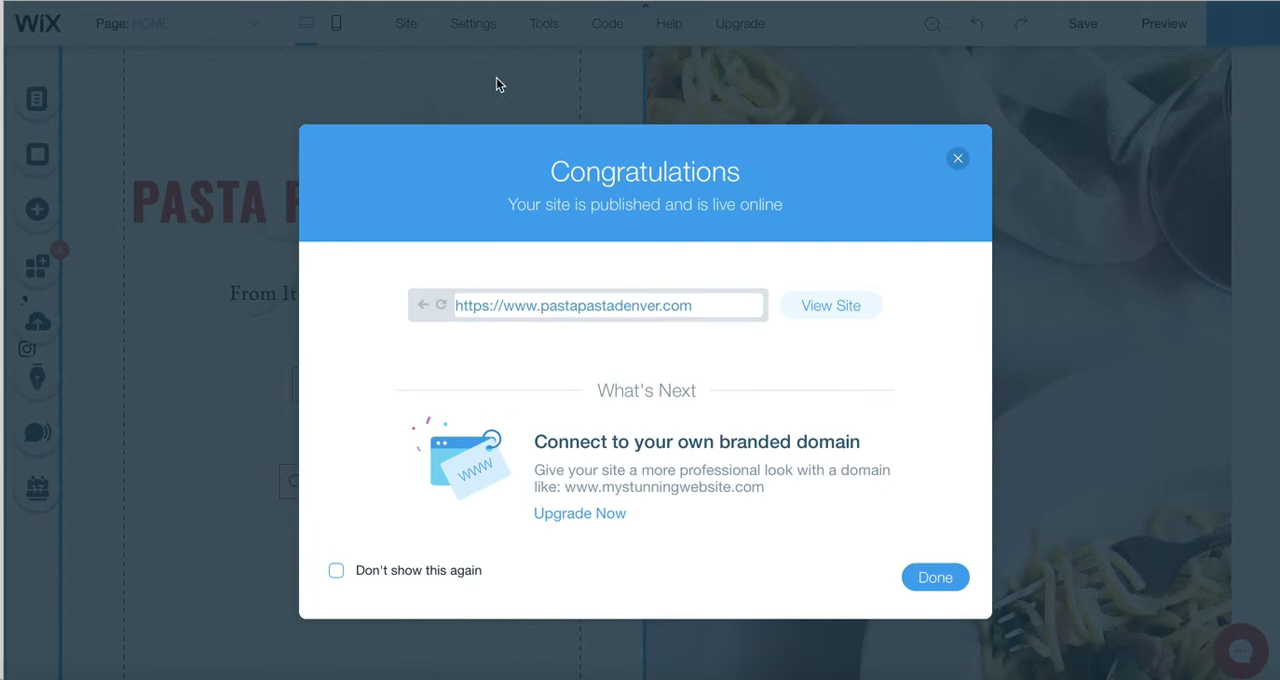 WiX
Page: HOME
Site
Settings
Tools
Code
Help
Upgrade
Save
Preview
4
PASTA
From It
Congratulations
Your site is published and is live online
https://www.pastapastadenver.com
View Site
What's Next
WWW
Connect to your own branded domain
Give your site a more professional look with a domain
like: www.mystunningwebsite.com
Upgrade Now
Don't show this again
Done